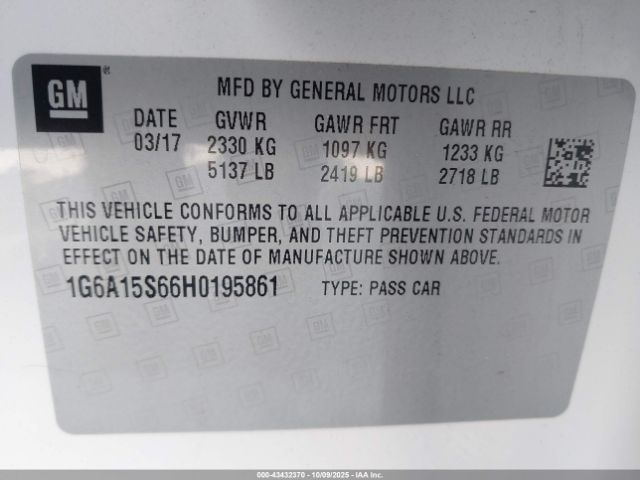 GM ®
MFD BY GENERAL MOTORS LLC
DATE GVWR GAWR FRT GAWR RR
03/17 2330 KG 1097 KG 1233 KG
5137 LB 2419 LB 2718 LB
THIS VEHICLE CONFORMS TO ALL APPLICABLE U.S. FEDERAL MOTOR
VEHICLE SAFETY, BUMPER, AND THEFT PREVENTION STANDARDS IN
EFFECT ON THE DATE OF MANUFACTURE SHOWN ABOVE.
1G6A15S66H0195861 TYPE: PASS CAR
000-43432370 - 10/09/2025 - IAA Inc.